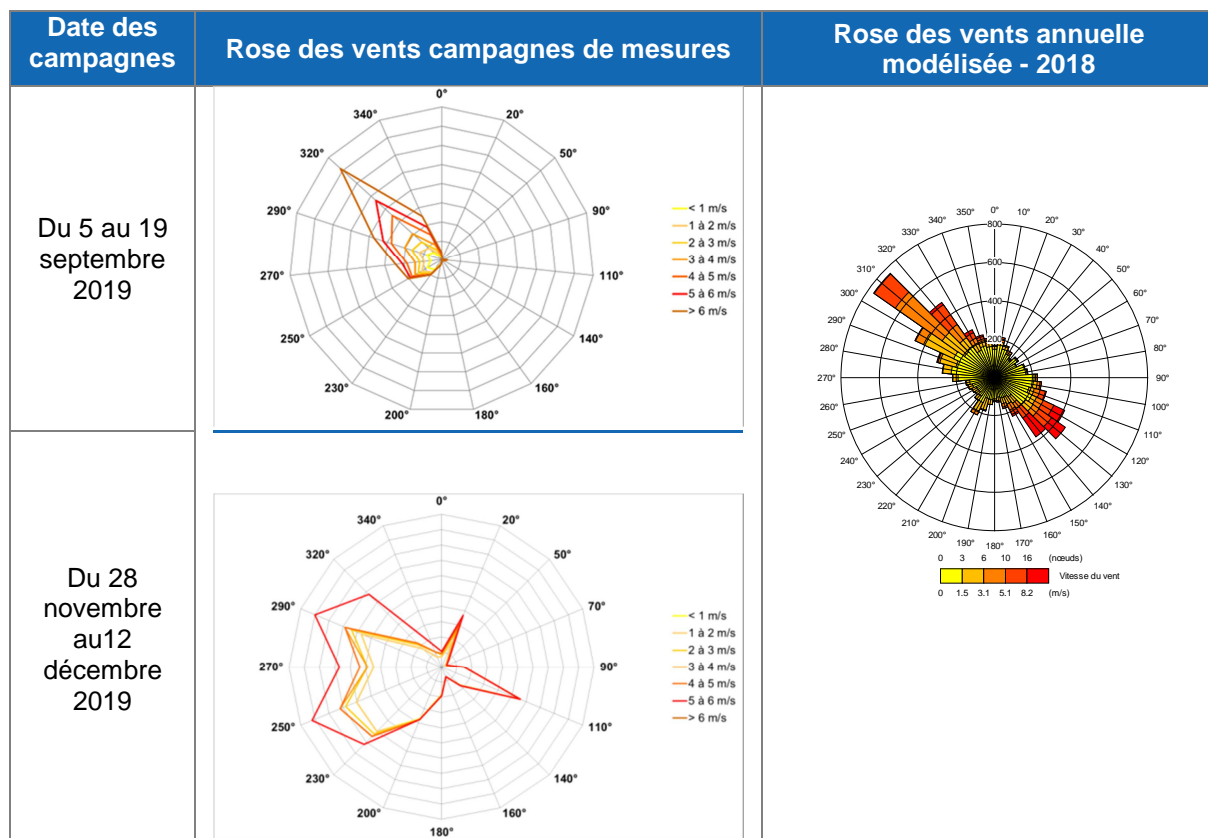 Date des
campagnes
Rose des vents campagnes de mesures
Rose des vents annuelle
modélisée - 2018
Du 5 au 19
septembre
2019
0°
20°
50°
90°
110°
140°
160°
180°
200°
230°
250°
270°
290°
320°
340°
< 1 m/s
1 à 2 m/s
2 à 3 m/s
3 à 4 m/s
4 à 5 m/s
5 à 6 m/s
> 6 m/s
Du 28
novembre
au12
décembre
2019
0°
20°
50°
70°
90°
110°
140°
180°
200°
230°
250°
270°
290°
320°
340°
< 1 m/s
1 à 2 m/s
2 à 3 m/s
3 à 4 m/s
4 à 5 m/s
5 à 6 m/s
> 6 m/s
0°
10°
20°
30°
40°
50°
60°
70°
80°
90°
100°
110°
120°
130°
140°
150°
160°
170°
180°
190°
200°
210°
220°
230°
240°
250°
260°
270°
280°
290°
300°
310°
320°
330°
340°
350°
800
600
400
200
0 3 6 10 16 (nœuds)
Vitesse du vent
0 1.5 3.1 5.1 8.2 (m/s)